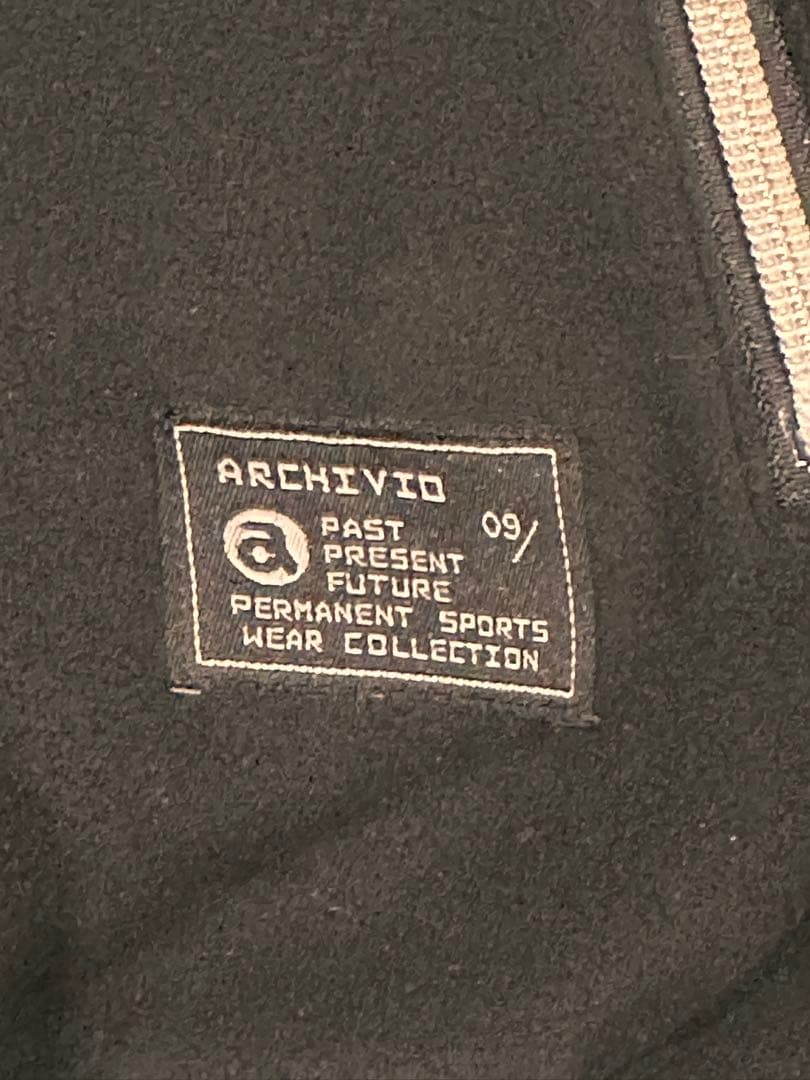 ARCHIVIO
a PAST 09/
PRESENT
FUTURE
PERMANENT SPORTS
WEAR COLLECTION